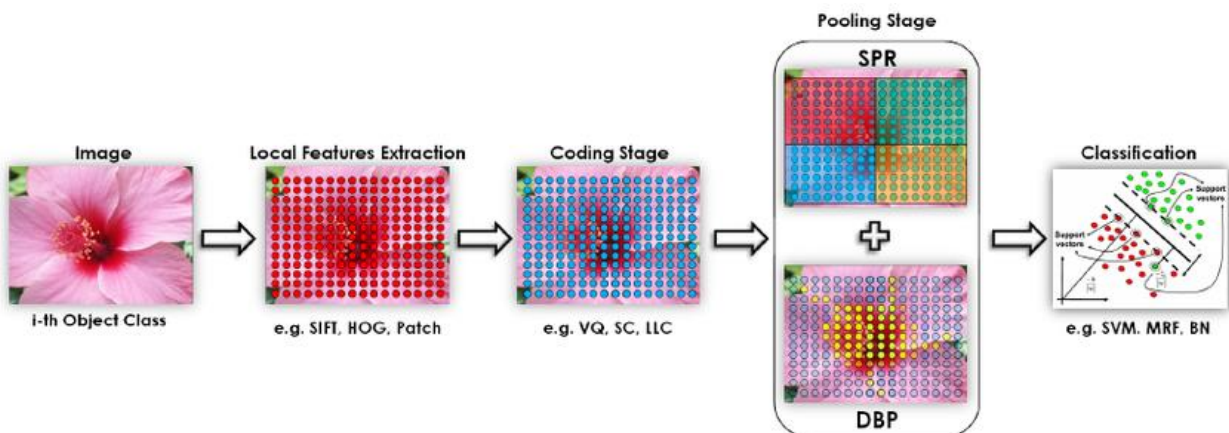 Pooling Stage
SPR
Image
Local Features Extraction
Coding Stage
Classification
Support
vectors
Support
vectors
i-th Object Class
e.g. SIFT, HOG, Patch
e.g. VQ, SC, LLC
e.g. SVM. MRF, BN
DBP